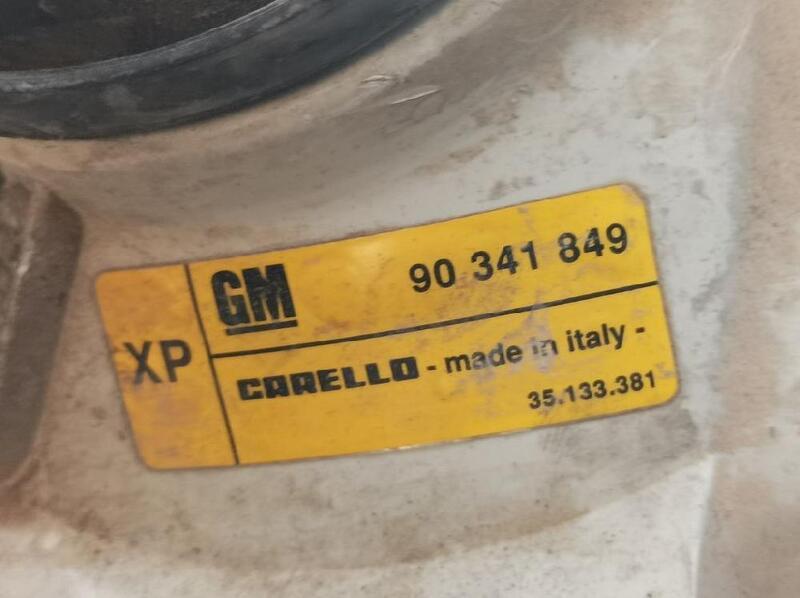 XP
GM 90 341 849
CARELLO - made in italy -
35.133.381